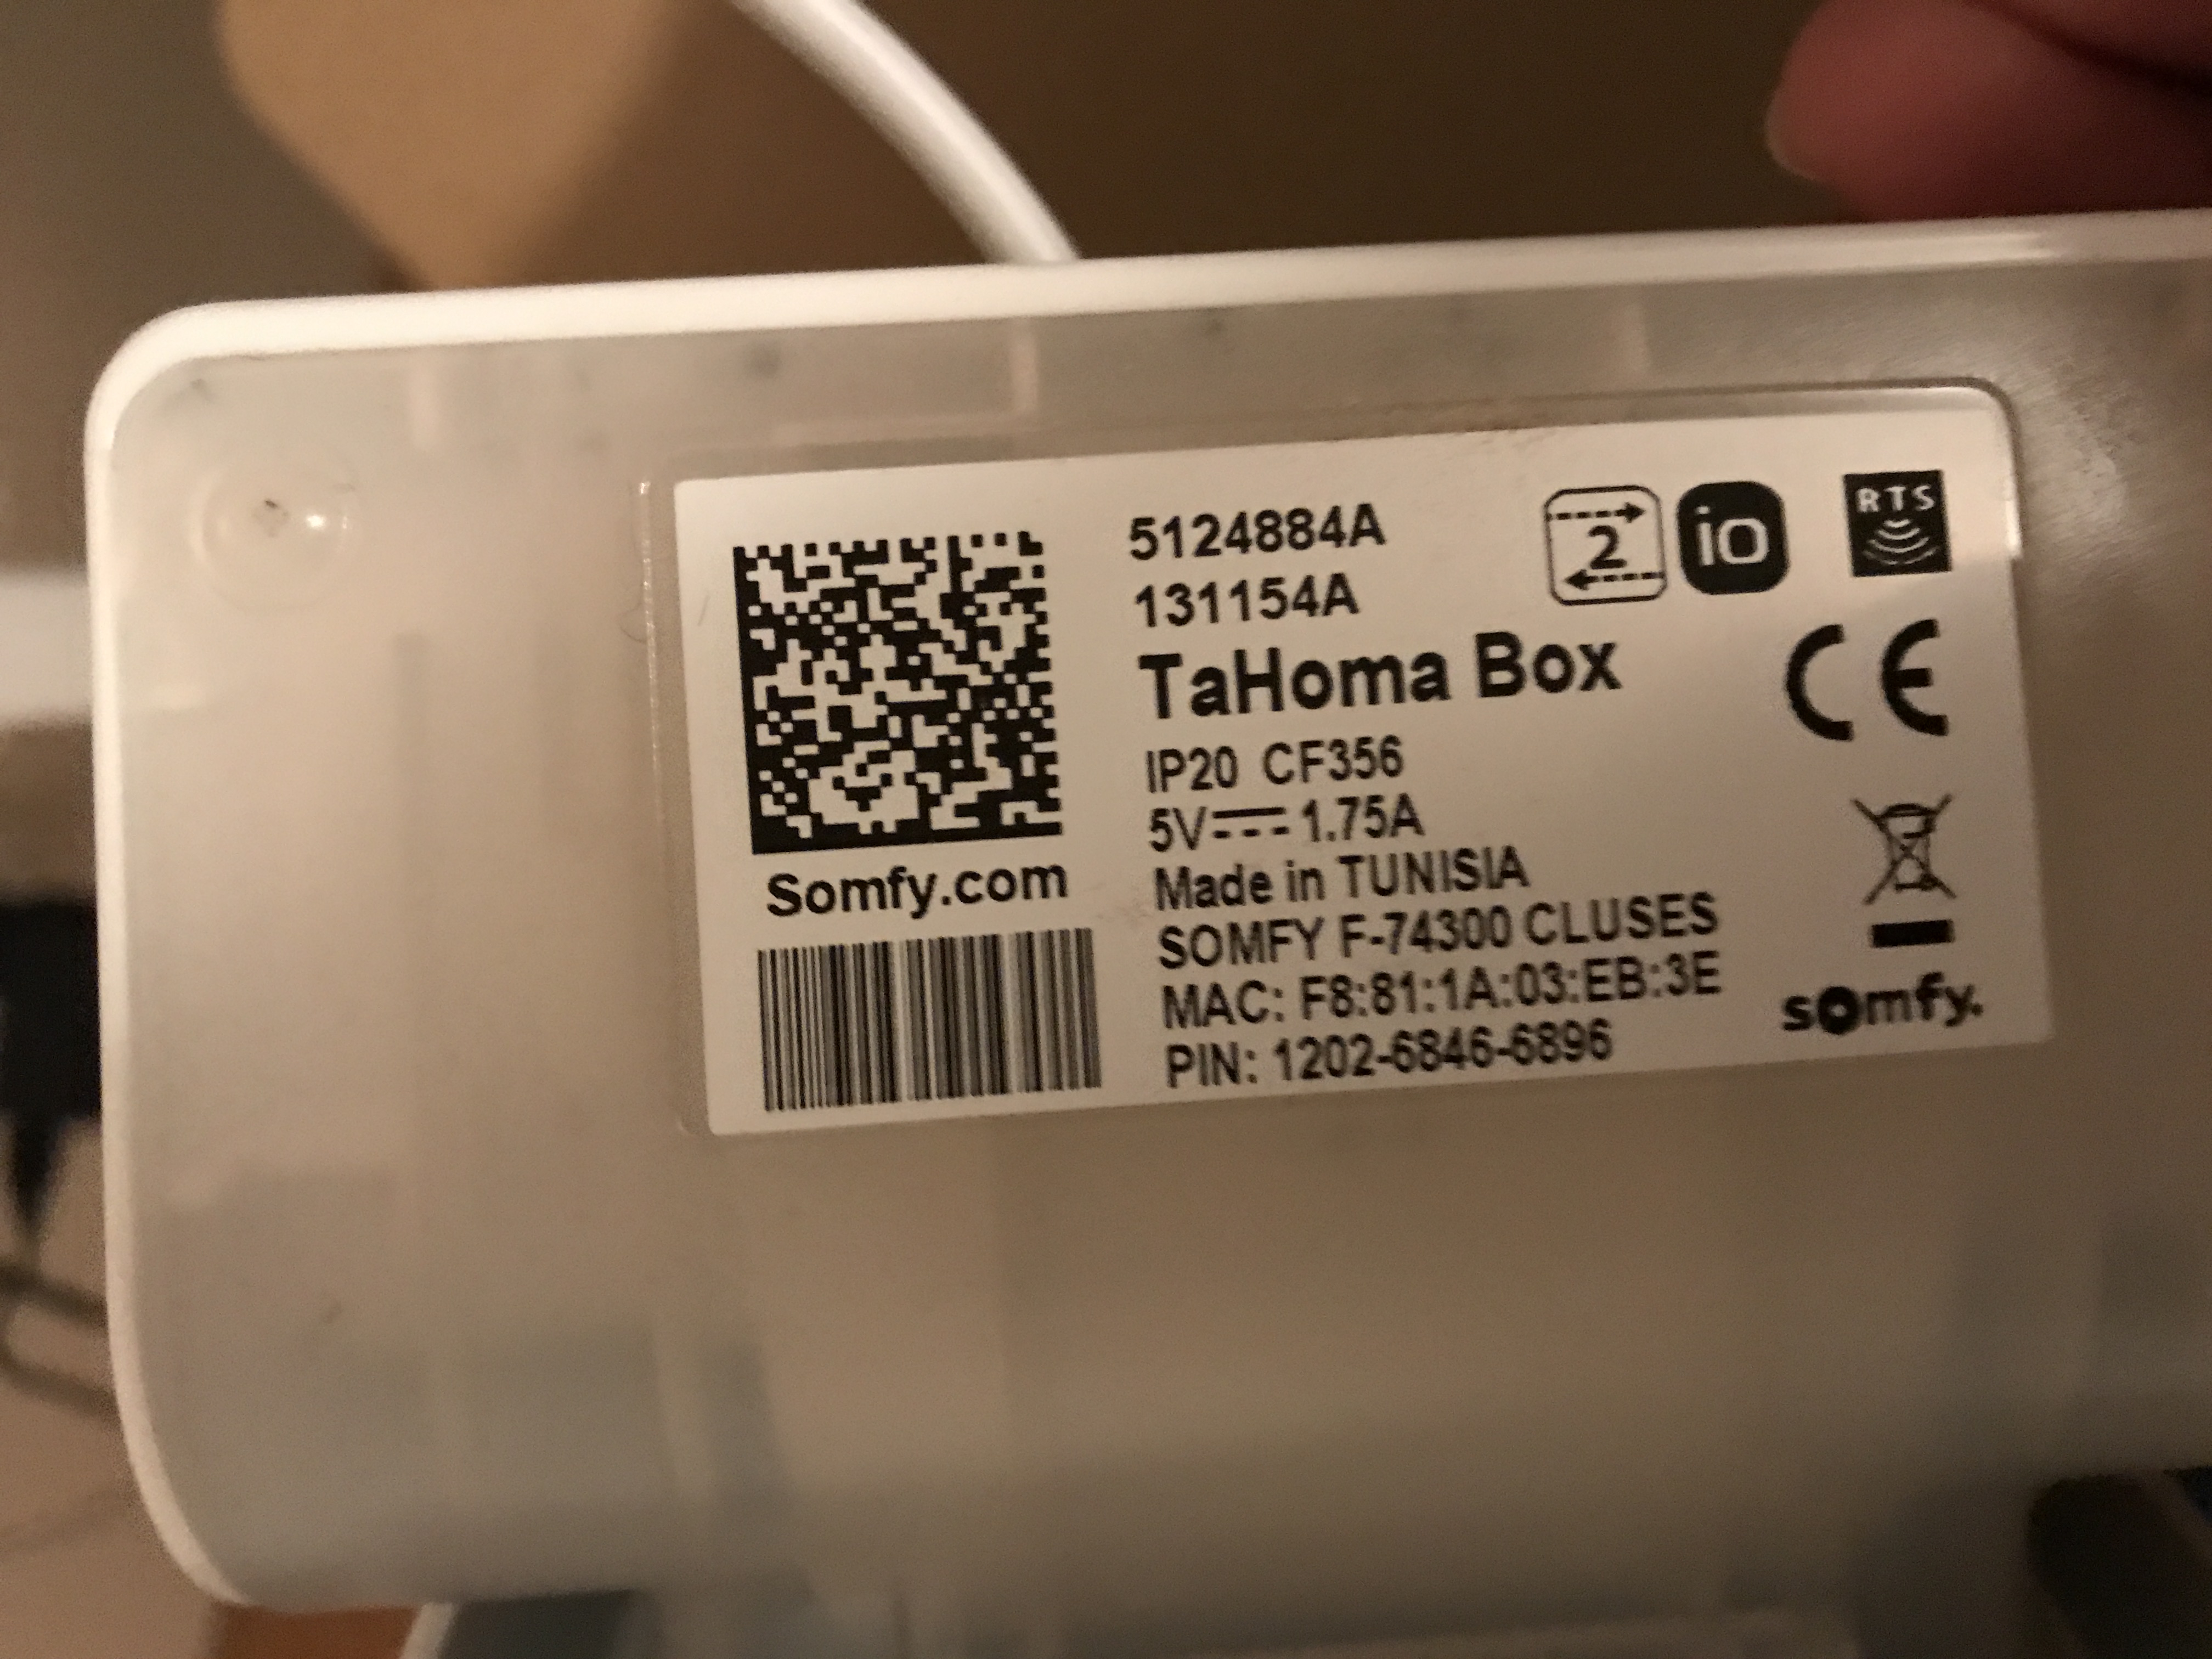 5124884A
131154A
TaHoma Box
IP20 CF356
5V 1.75A
Made in TUNISIA
SOMFY F-74300 CLUSES
MAC: F8:81:1A:03:EB:3E
PIN: 1202-6846-6896
Somfy.com
2
io
RTS
CE
somfy.